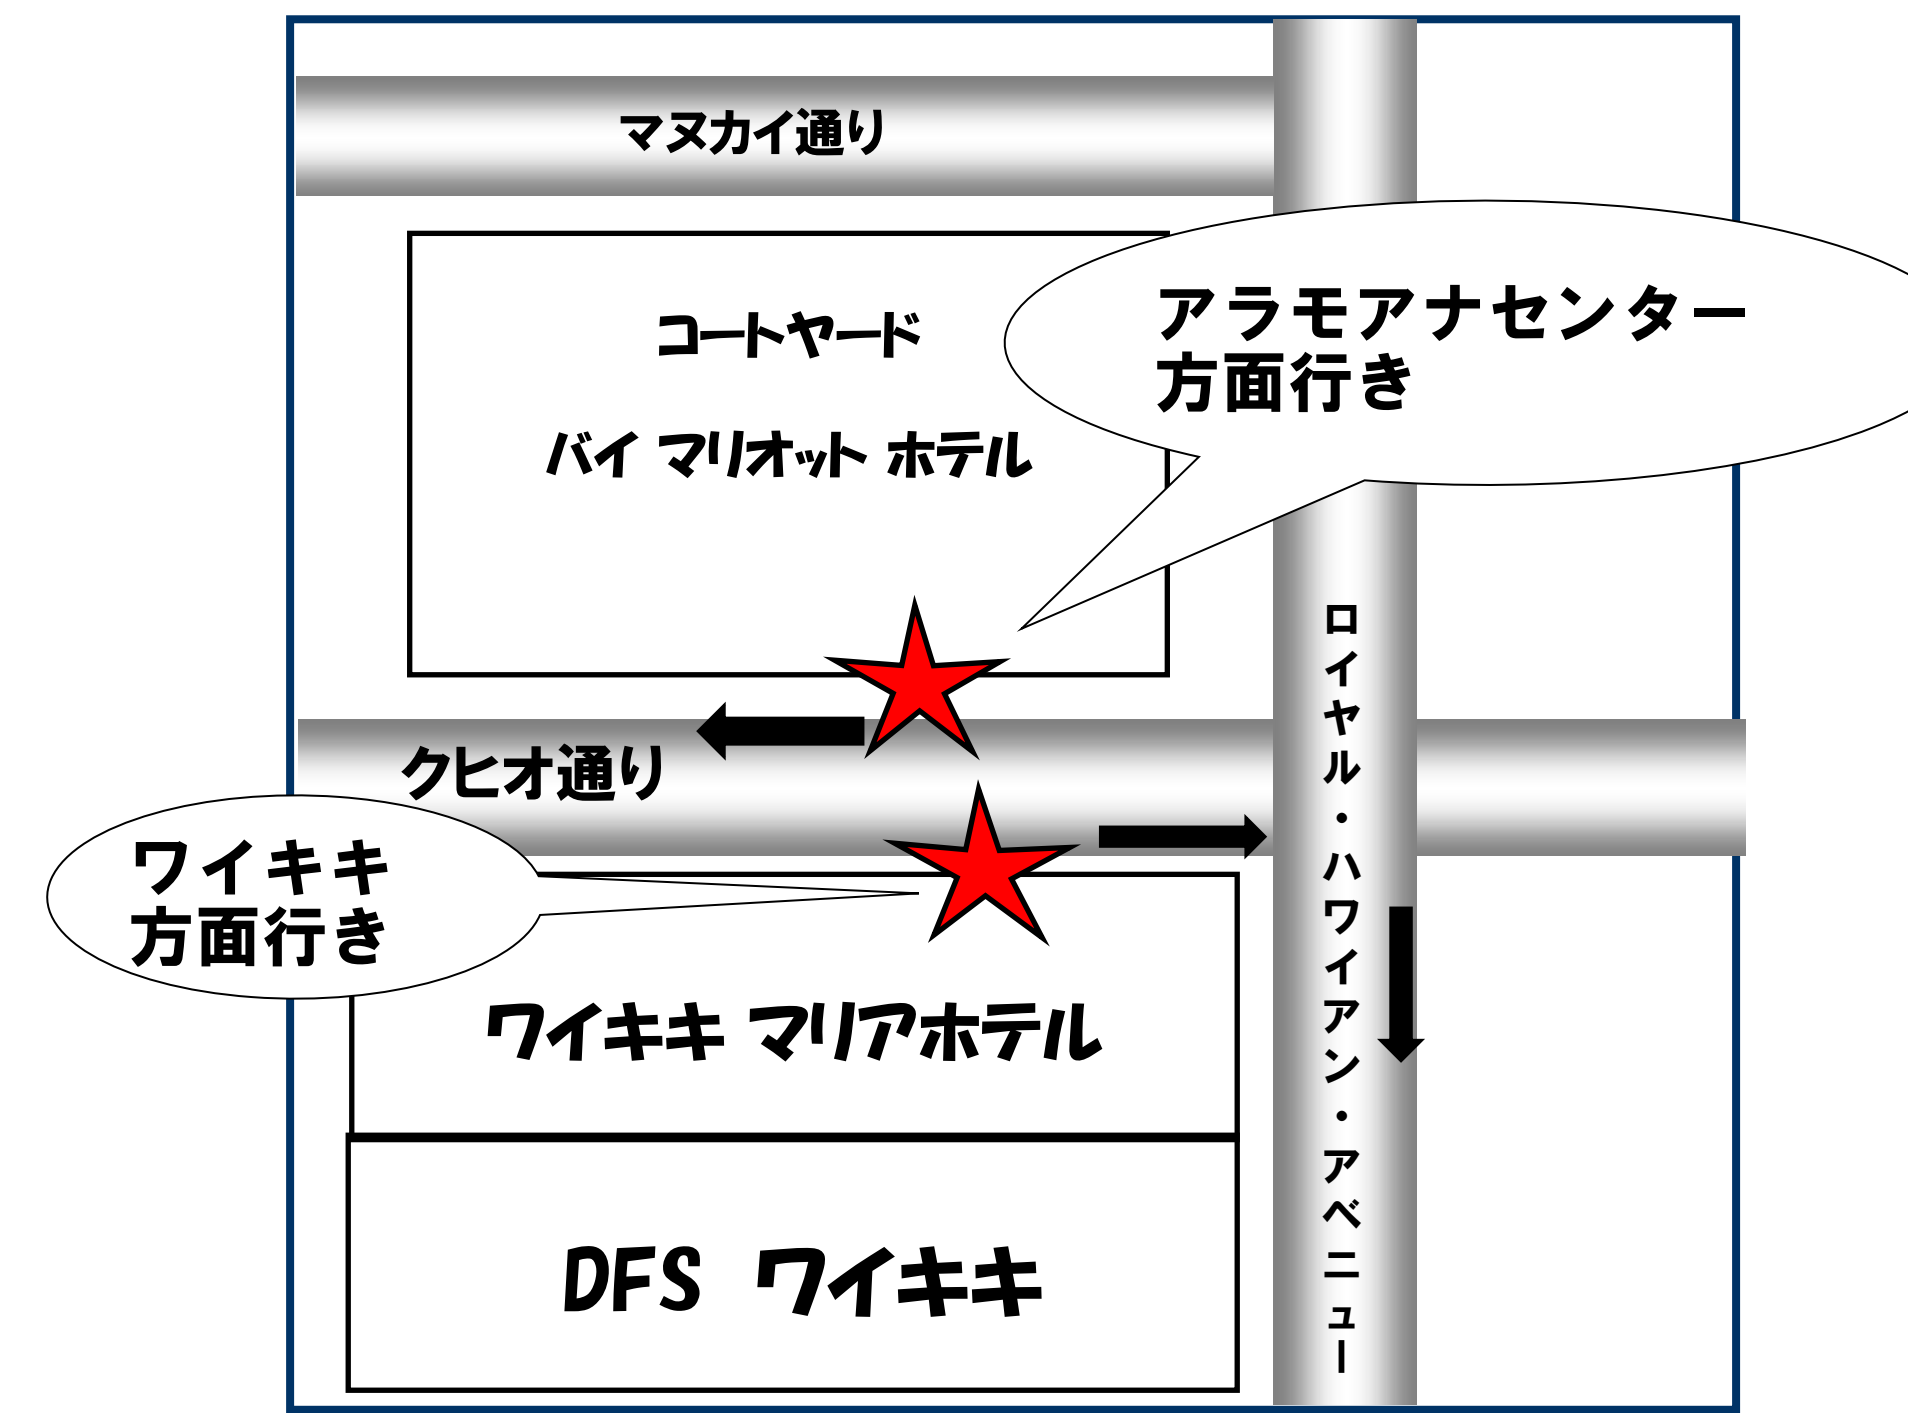 マヌカイ通り
コートヤード
バイ マリオット ホテル
アラモアナセンター
方面行き
クヒオ通り
ロイヤル・ハワイアン・アベニュー
ワイキキ
方面行き
ワイキキ マリアホテル
DFS ワイキキ